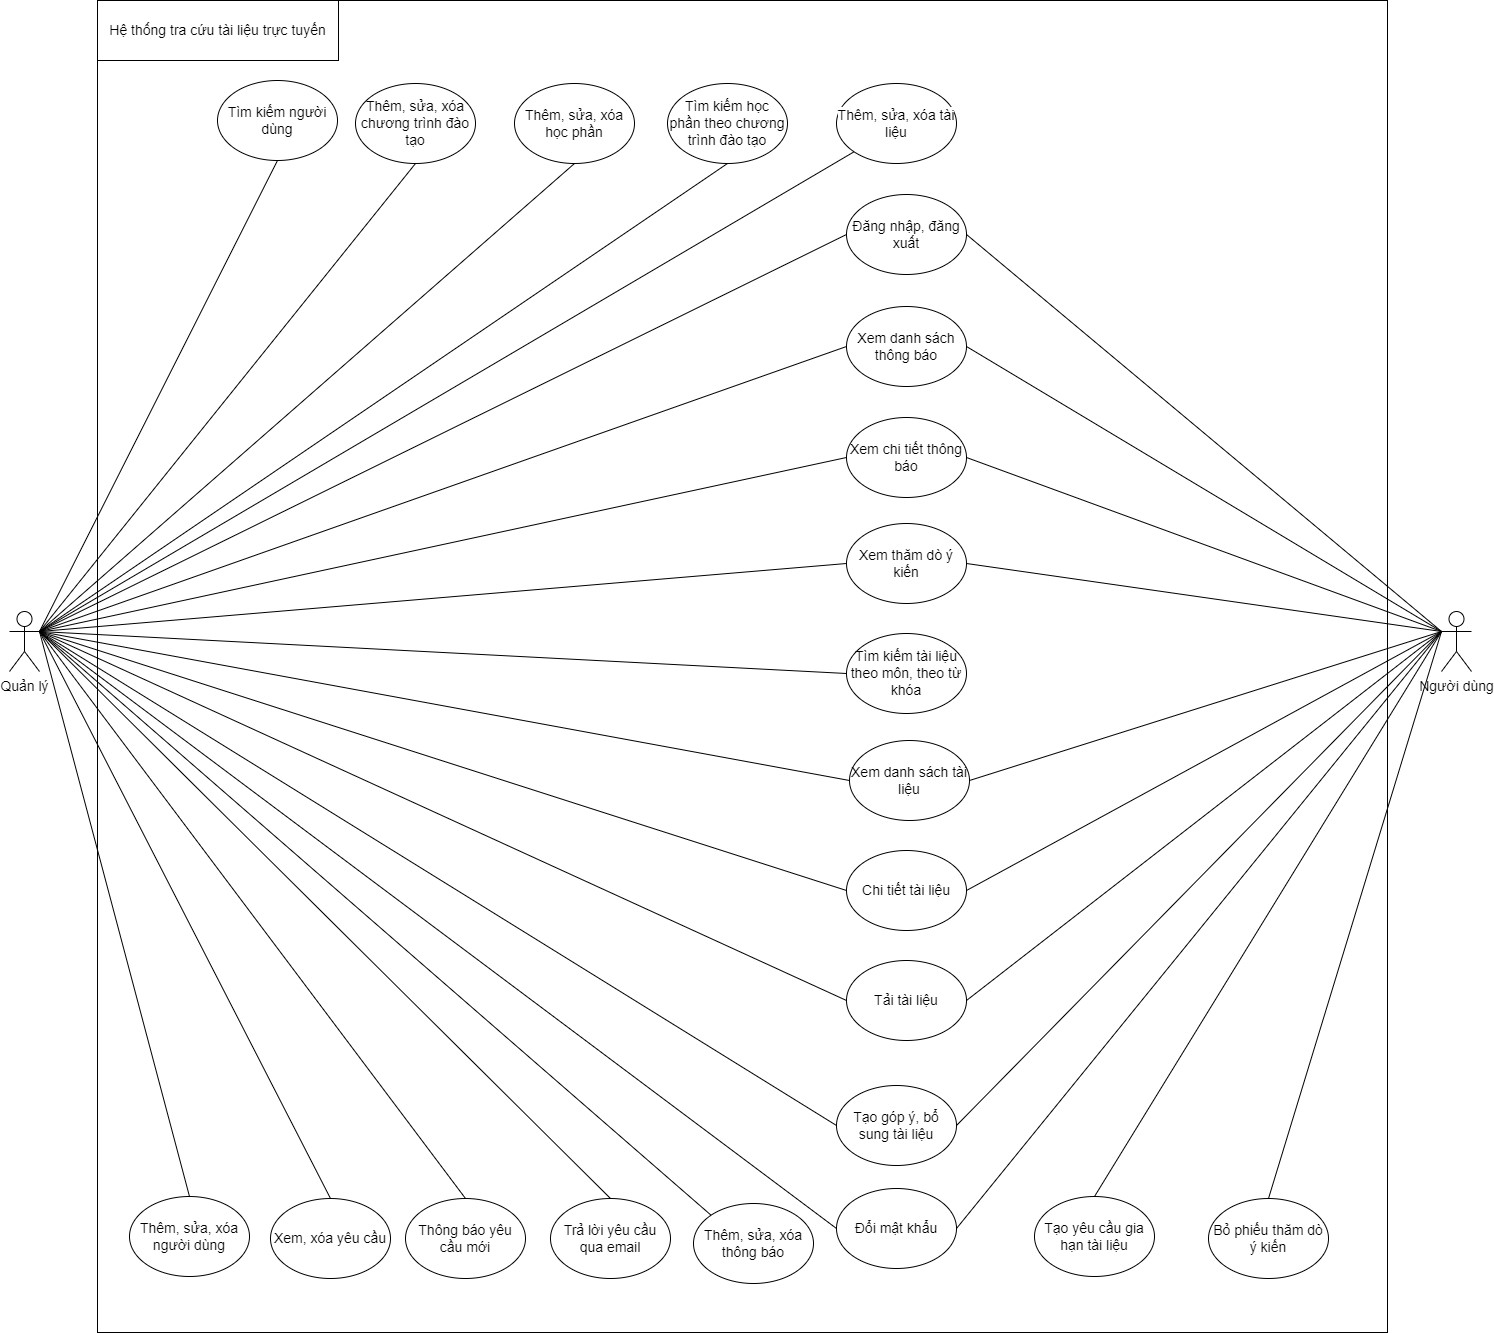 Hệ thống tra cứu tài liệu trực tuyến
Tìm kiếm người
dùng
Thêm, sửa, xóa
chương trình đào
tạo
Thêm, sửa, xóa
học phần
Tìm kiếm học
phần theo chương
trình đào tạo
Thêm, sửa, xóa tài
liệu
Đăng nhập, đăng
xuất
Xem danh sách
thông báo
Xem chi tiết thông
báo
Xem thăm dò ý
kiến
Tìm kiếm tài liệu
theo môn, theo từ
khóa
Quản lý
Người dùng
Xem danh sách tài
liệu
Chi tiết tài liệu
Tải tài liệu
Tạo góp ý, bổ
sung tài liệu
Thêm, sửa, xóa
người dùng
Xem, xóa yêu cầu
Thông báo yêu
cầu mới
Trả lời yêu cầu
qua email
Thêm, sửa, xóa
thông báo
Đổi mật khẩu
Tạo yêu cầu gia
hạn tài liệu
Bỏ phiếu thăm dò
ý kiến